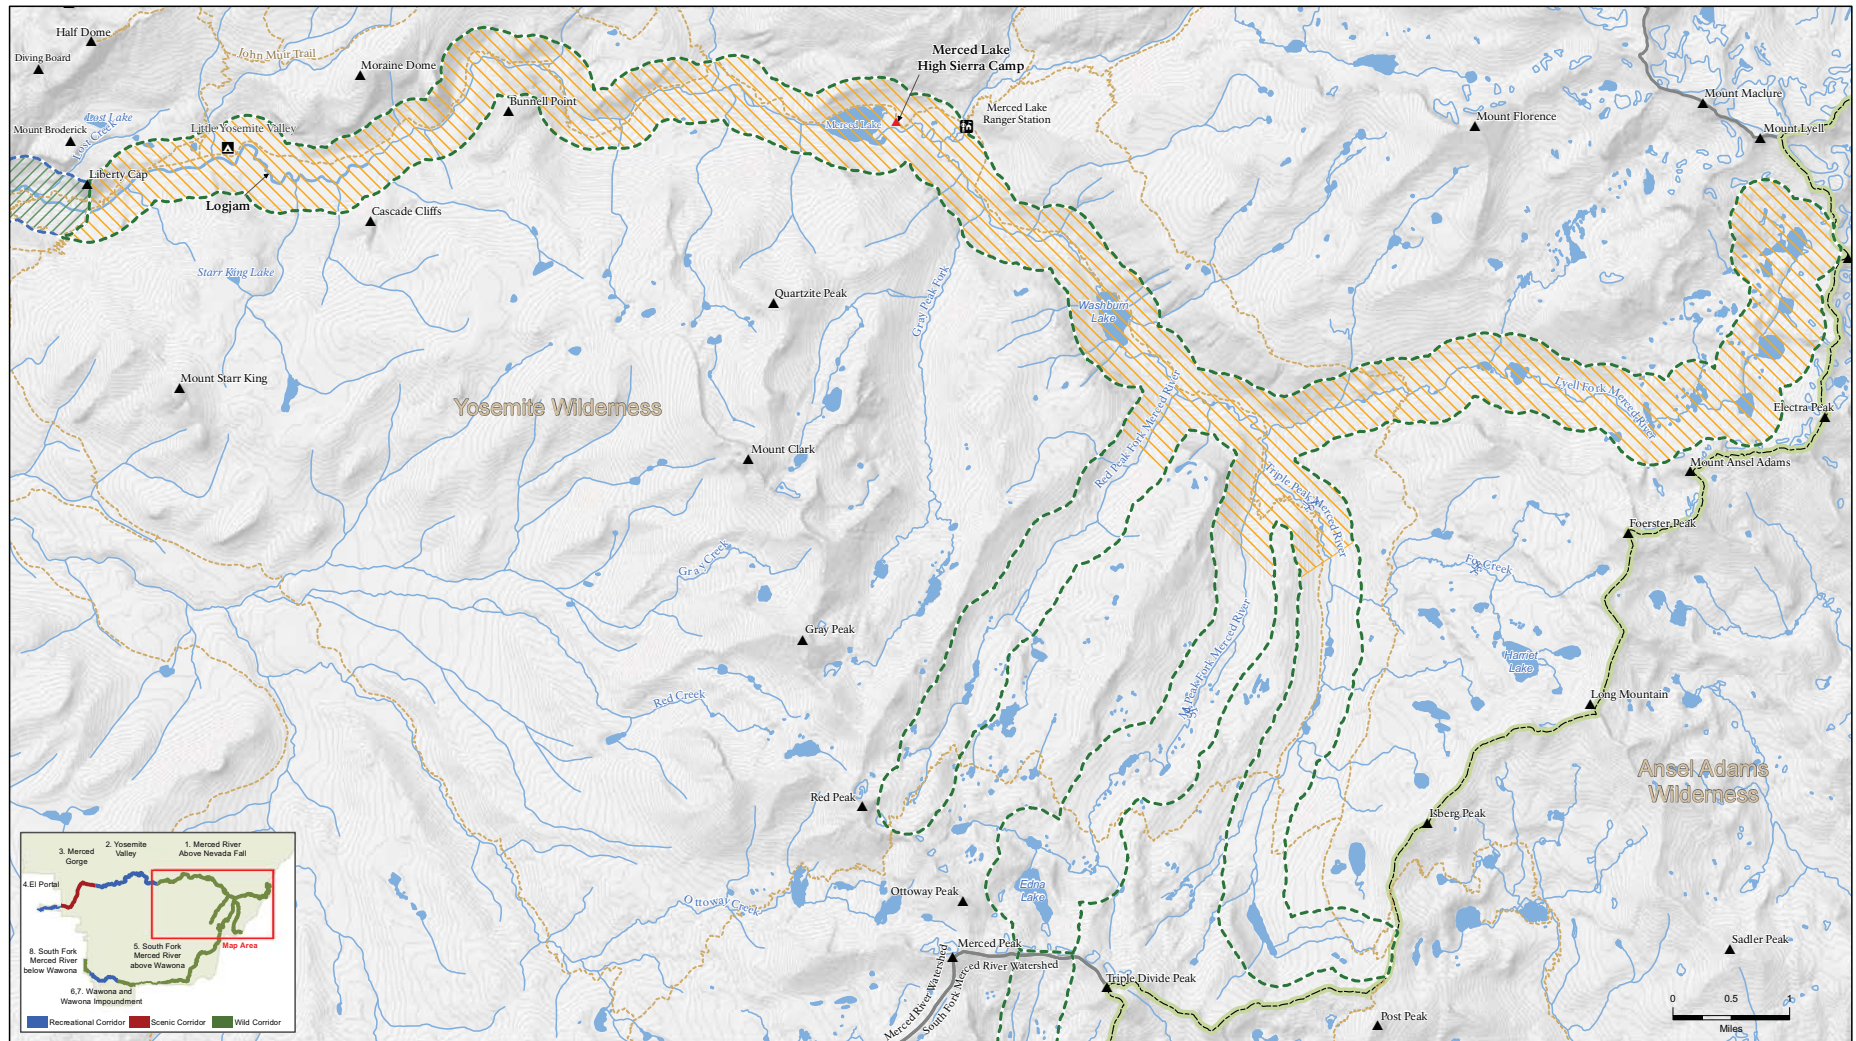 Half Dome
Diving Board
John Muir Trail
Moraine Dome
Merced Lake
High Sierra Camp
Bunnell Point
Merced Lake
Ranger Station
Mount Maclure
Mount Florence
Mount Lyell
Lost Lake
Mount Broderick
Lost Creek
Little Yosemite Valley
Merced Lake
Liberty Cap
Logjam
Cascade Cliffs
Starr King Lake
Quartzite Peak
Gray Peak Fork
Washburn
Lake
Mount Starr King
Yosemite Wilderness
Lyell Fork Merced River
Electra Peak
Red Peak Fork Merced River
Mount Clark
Mount Ansel Adams
Triple Peak
Merced River
Foerster Peak
Gray Creek
Gray Peak
Peak Fork Merced River
Harriet
Lake
Red Creek
Long Mountain
Ansel Adams
Wilderness
Red Peak
Isberg Peak
Ottoway Peak
Edna
Lake
Ottoway Creek
Merced Peak
Merced River Watershed
Merced River Watershed
South Fork Merced
Triple Divide Peak
Sadler Peak
Post Peak
3. Merced
Gorge
2. Yosemite
Valley
1. Merced River
Above Nevada Fall
4.El Portal
Map Area
8. South Fork
Merced River
below Wawona
5. South Fork
Merced River
above Wawona
6,7. Wawona and
Wawona Impoundment
Recreational Corridor
Scenic Corridor
Wild Corridor
0 0.5 1
Miles